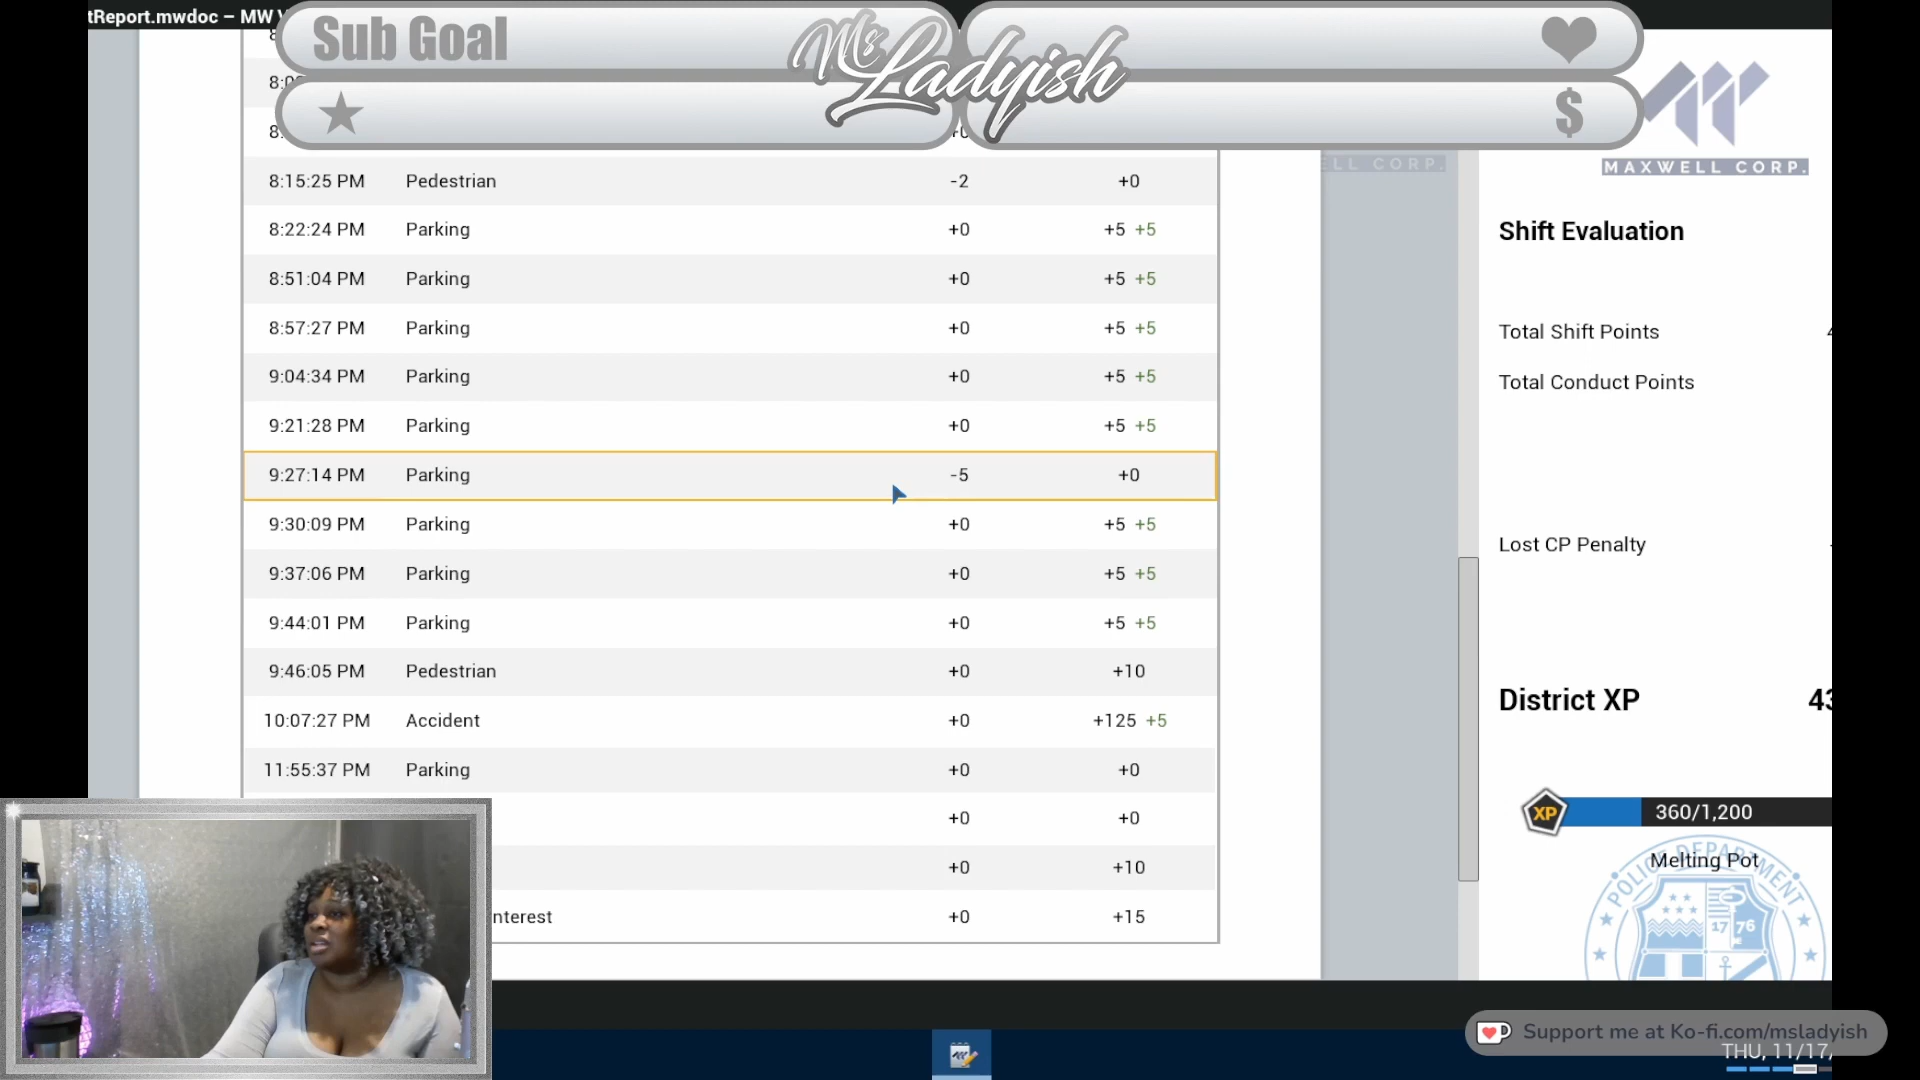 tReport.mwdoc – MW
Sub Goal
Ms Ladyish
$
MAXWELL CORP.
ELL CORP.
8:15:25 PM Pedestrian -2 +0
8:22:24 PM Parking +0 +5 +5
8:51:04 PM Parking +0 +5 +5
8:57:27 PM Parking +0 +5 +5
9:04:34 PM Parking +0 +5 +5
9:21:28 PM Parking +0 +5 +5
9:27:14 PM Parking -5 +0
9:30:09 PM Parking +0 +5 +5
9:37:06 PM Parking +0 +5 +5
9:44:01 PM Parking +0 +5 +5
9:46:05 PM Pedestrian +0 +10
10:07:27 PM Accident +0 +125 +5
11:55:37 PM Parking +0 +0
+0 +0
+0 +10
nterest +0 +15
Shift Evaluation
Total Shift Points
Total Conduct Points
Lost CP Penalty
District XP 43
XP 360/1,200
Melting Pot
POLICE DEPARTMENT
17 76
Support me at Ko-fi.com/msladyish
THU, 11/17/